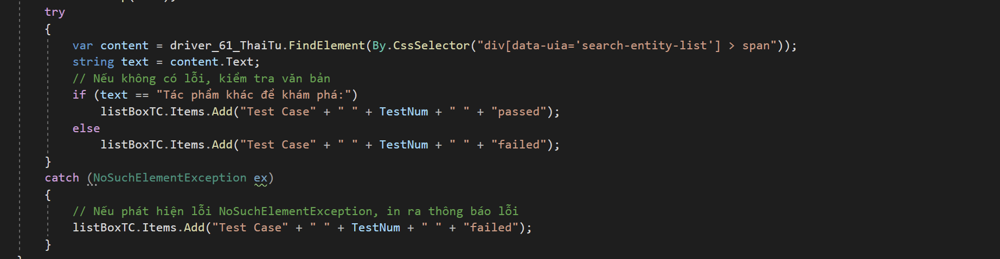 try
{
var content = driver_61_ThaiTu.FindElement(By.CssSelector("div[data-uia='search-entity-list'] > span"));
string text = content.Text;
// Nếu không có lỗi, kiểm tra văn bản
if (text == "Tác phẩm khác để khám phá:")
listBoxTC.Items.Add("Test Case" + " " + TestNum + " " + "passed");
else
listBoxTC.Items.Add("Test Case" + " " + TestNum + " " + "failed");
}
catch (NoSuchElementException ex)
{
// Nếu phát hiện lỗi NoSuchElementException, in ra thông báo lỗi
listBoxTC.Items.Add("Test Case" + " " + TestNum + " " + "failed");
}